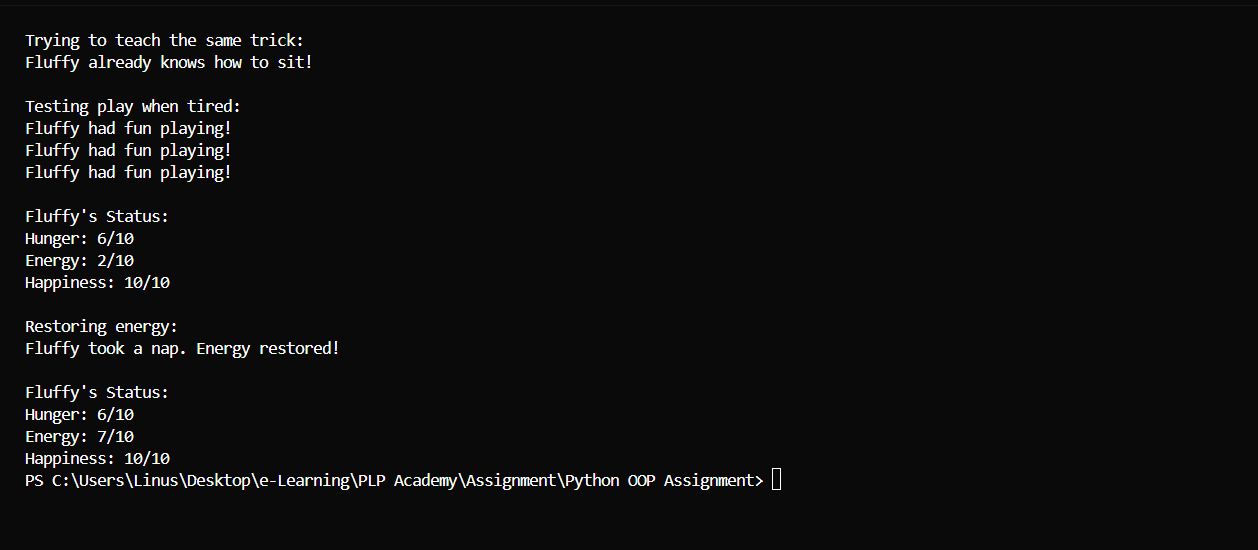 Trying to teach the same trick:
Fluffy already knows how to sit!
Testing play when tired:
Fluffy had fun playing!
Fluffy had fun playing!
Fluffy had fun playing!
Fluffy's Status:
Hunger: 6/10
Energy: 2/10
Happiness: 10/10
Restoring energy:
Fluffy took a nap. Energy restored!
Fluffy's Status:
Hunger: 6/10
Energy: 7/10
Happiness: 10/10
PS C:\Users\Linus\Desktop\e-Learning\PLP Academy\Assignment\Python OOP Assignment>